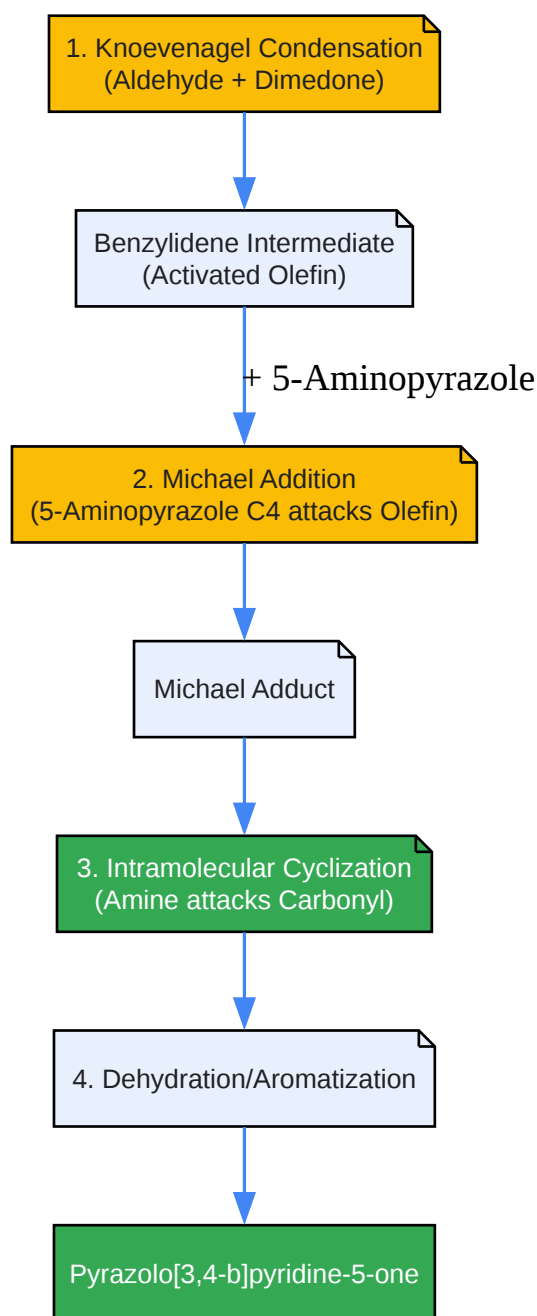 1. Knoevenagel Condensation
(Aldehyde + Dimedone)
Benzylidene Intermediate
(Activated Olefin)
+ 5-Aminopyrazole
2. Michael Addition
(5-Aminopyrazole C4 attacks Olefin)
Michael Adduct
3. Intramolecular Cyclization
(Amine attacks Carbonyl)
4. Dehydration/Aromatization
Pyrazolo[3,4-b]pyridine-5-one